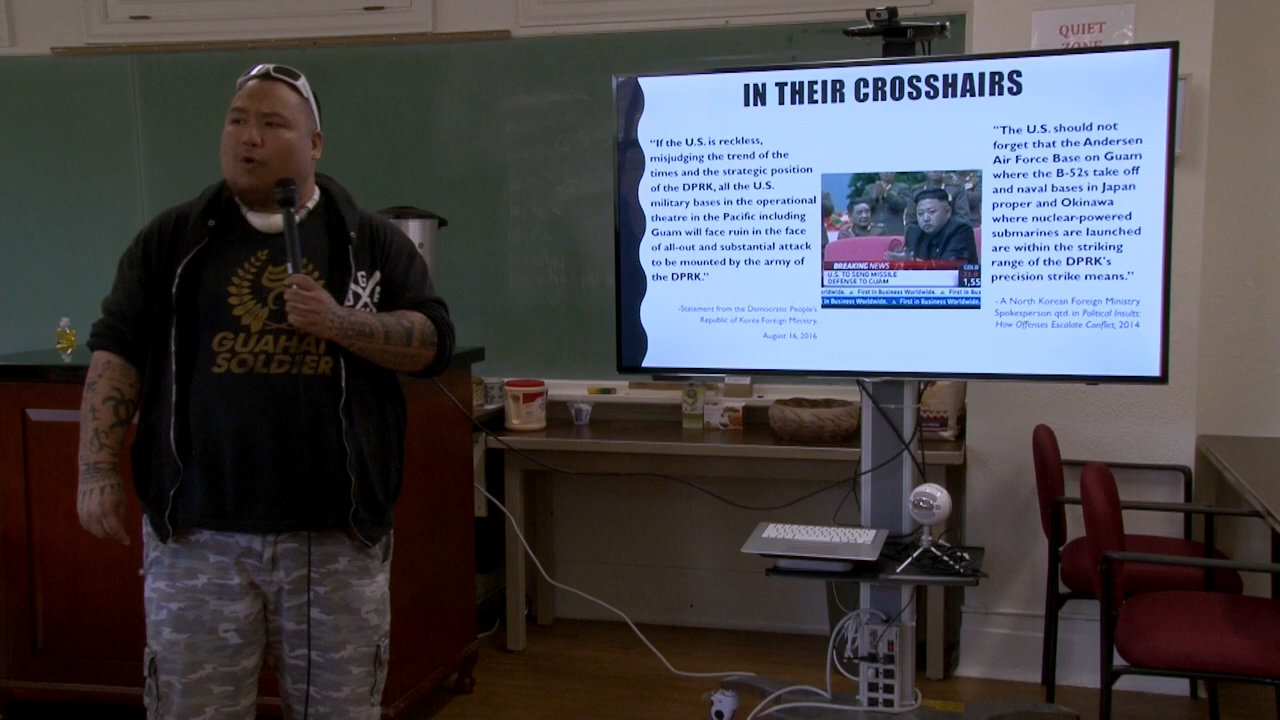 QUIET
ZONE
IN THEIR CROSSHAIRS
"If the U.S. is reckless,
misjudging the trend of the
times and the strategic position
of the DPRK, all the U.S.
military bases in the operational
theatre in the Pacific including
Guam will face ruin in the face
of all-out and substantial attack
to be mounted by the army of
the DPRK."
-Statement from the Democratic People's
Republic of Korea Foreign Ministry,
August 16, 2016
BREAKING NEWS
U.S. TO SEND MISSILE
DEFENSE TO GUAM
GOLD
1,55
First in Business Worldwide.
First in Business Worldwide.
"The U.S. should not
forget that the Andersen
Air Force Base on Guam
where the B-52s take off
and naval bases in Japan
proper and Okinawa
where nuclear-powered
submarines are launched
are within the striking
range of the DPRK's
precision strike means."
- A North Korean Foreign Ministry
Spokesperson qtd. in Political Insults:
How Offenses Escalate Conflict, 2014
GUAHAN
SOLDIER